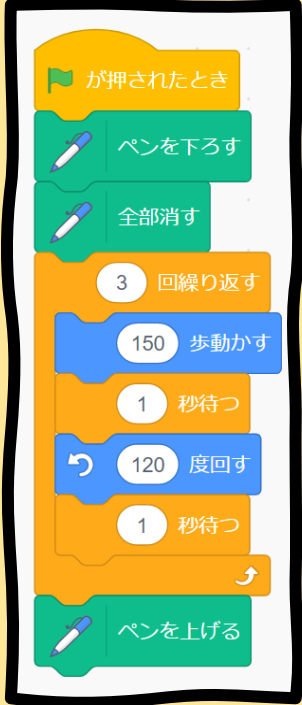 が押されたとき
ペンを下ろす
全部消す
3 回繰り返す
150 歩動かす
1 秒待つ
120 度回す
1 秒待つ
ペンを上げる